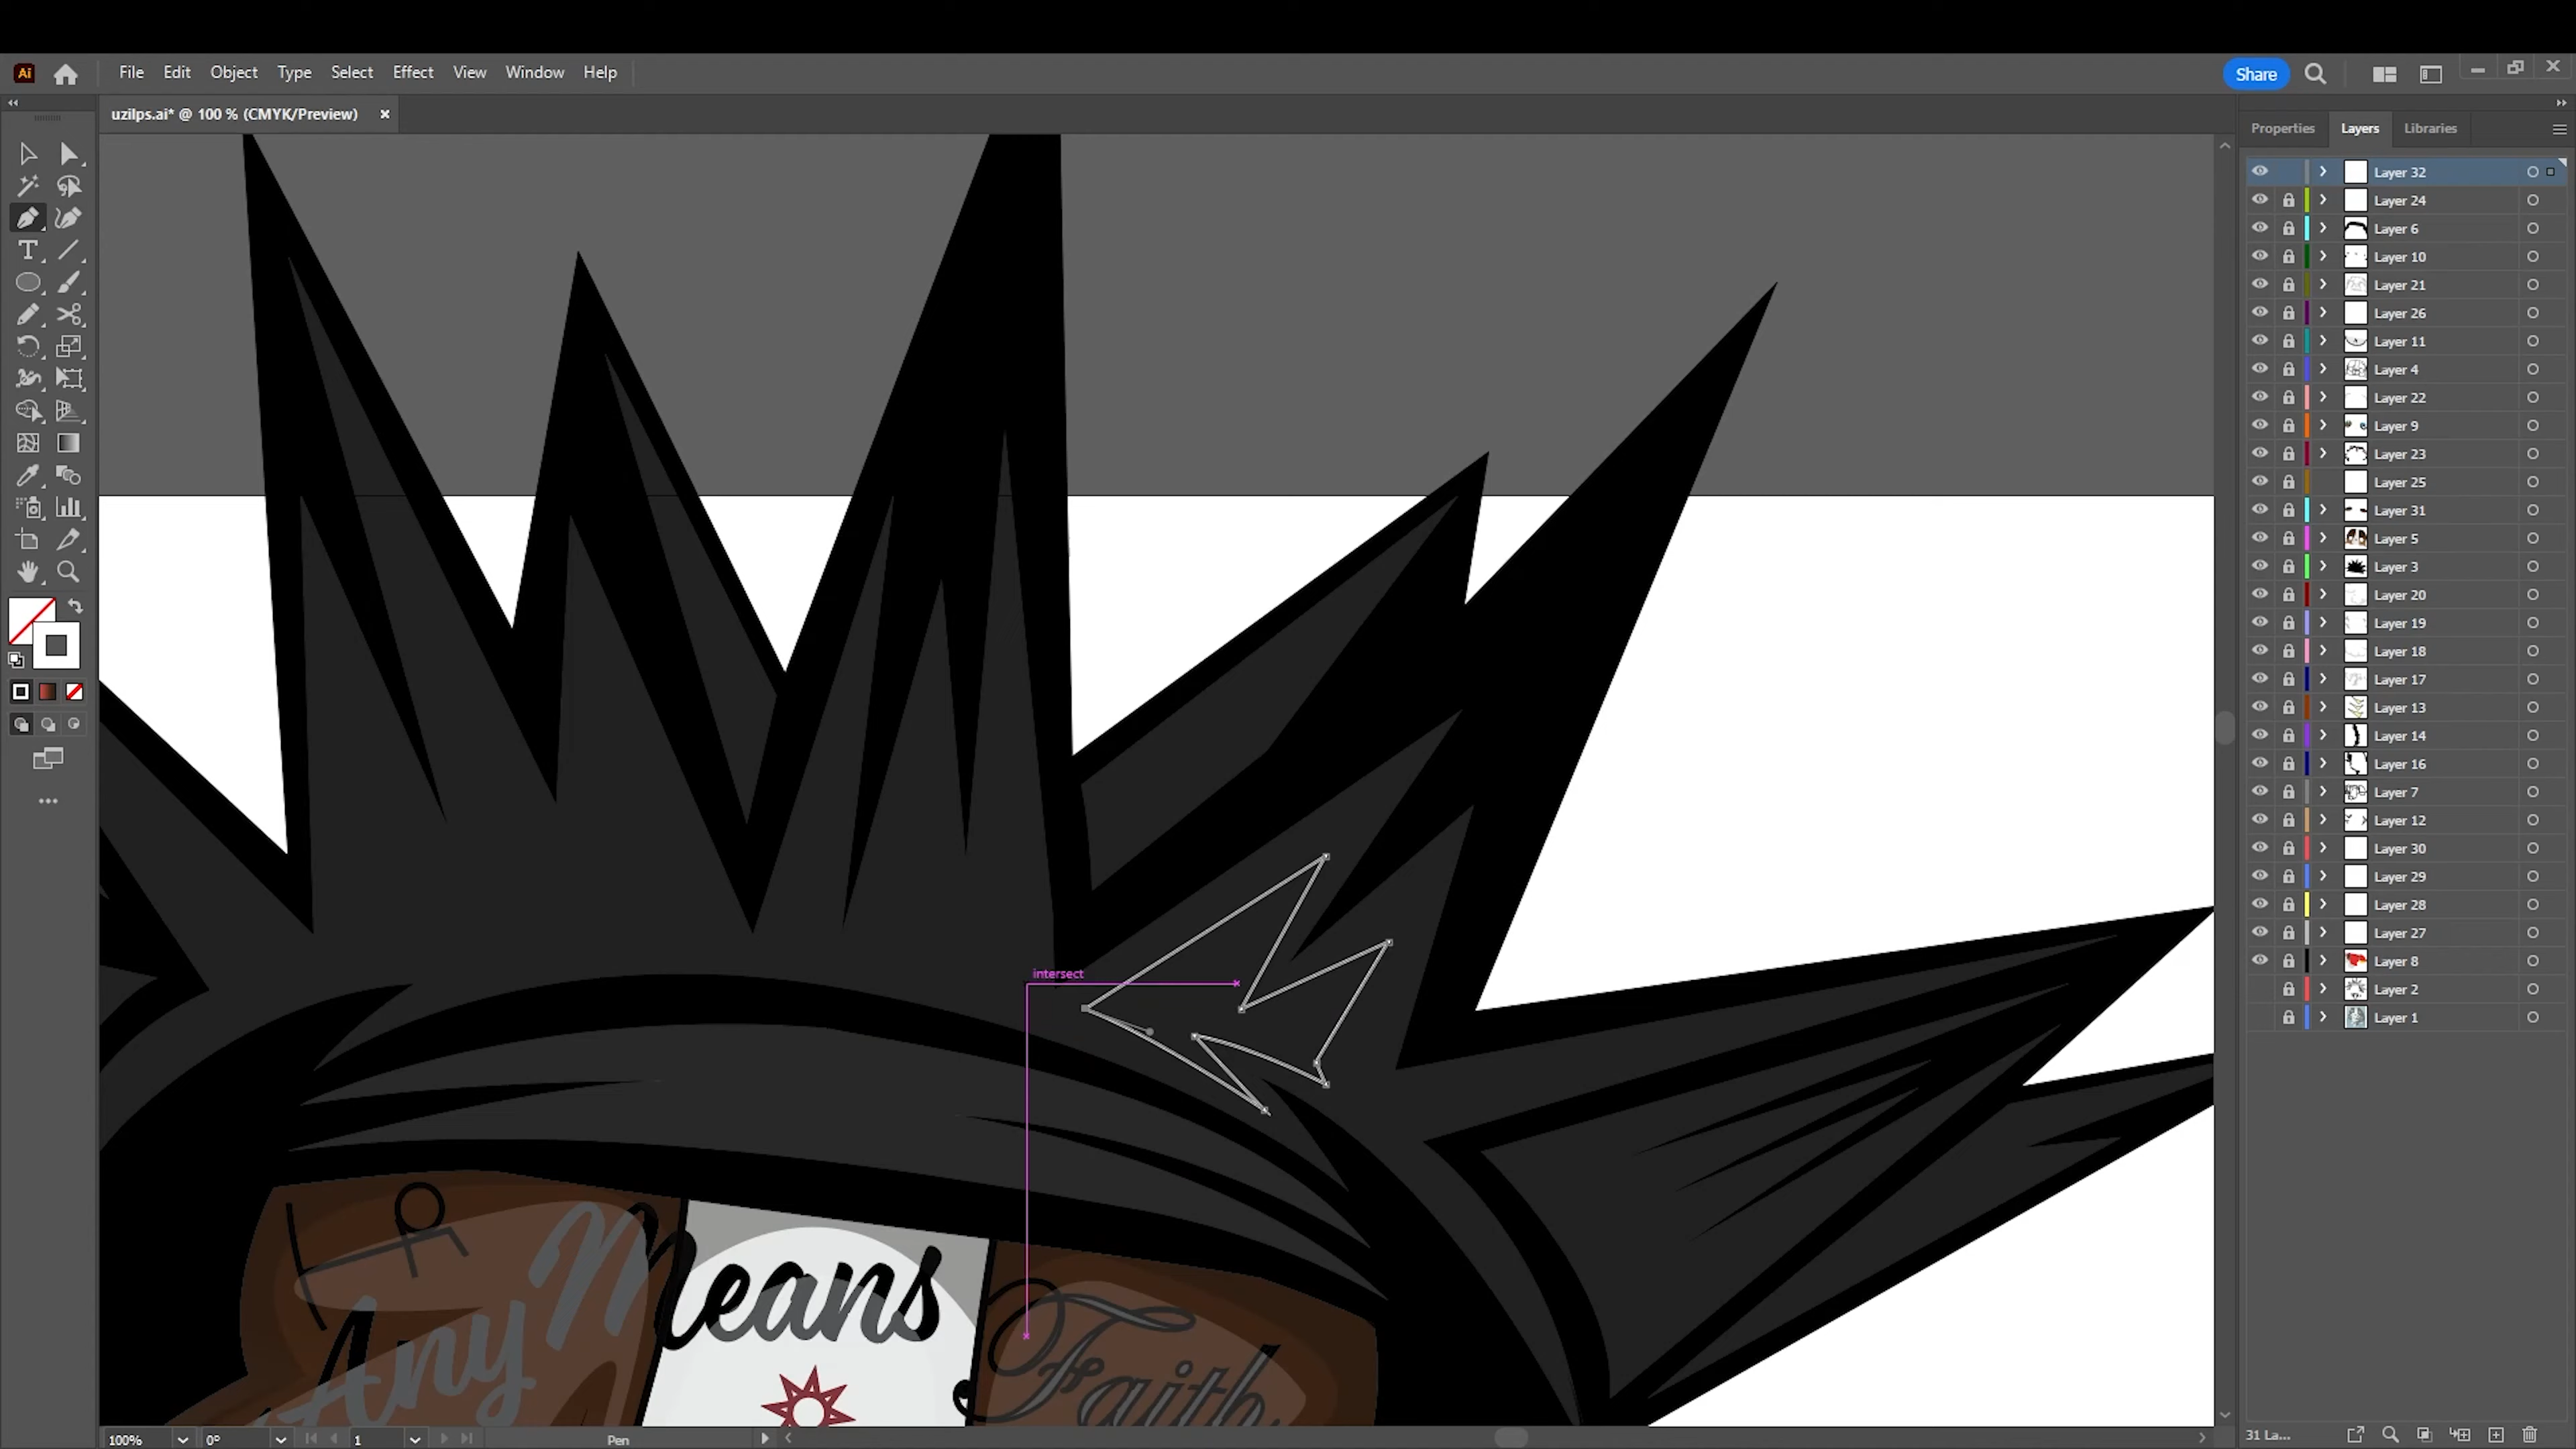 Ai File Edit Object Type Select Effect View Window Help Share
uzilps.ai* @ 100 % (CMYK/Preview) ×
Properties Layers Libraries
Layer 32
Layer 24
Layer 6
Layer 10
Layer 21
Layer 26
Layer 11
Layer 4
Layer 22
Layer 9
Layer 23
Layer 25
Layer 31
Layer 5
Layer 3
Layer 20
Layer 19
Layer 18
Layer 17
Layer 13
Layer 14
Layer 16
Layer 7
Layer 12
Layer 30
Layer 29
Layer 28
Layer 27
Layer 8
Layer 2
Layer 1
intersect
Any Means
Faith
100% 0° 1 Pen
31 La...